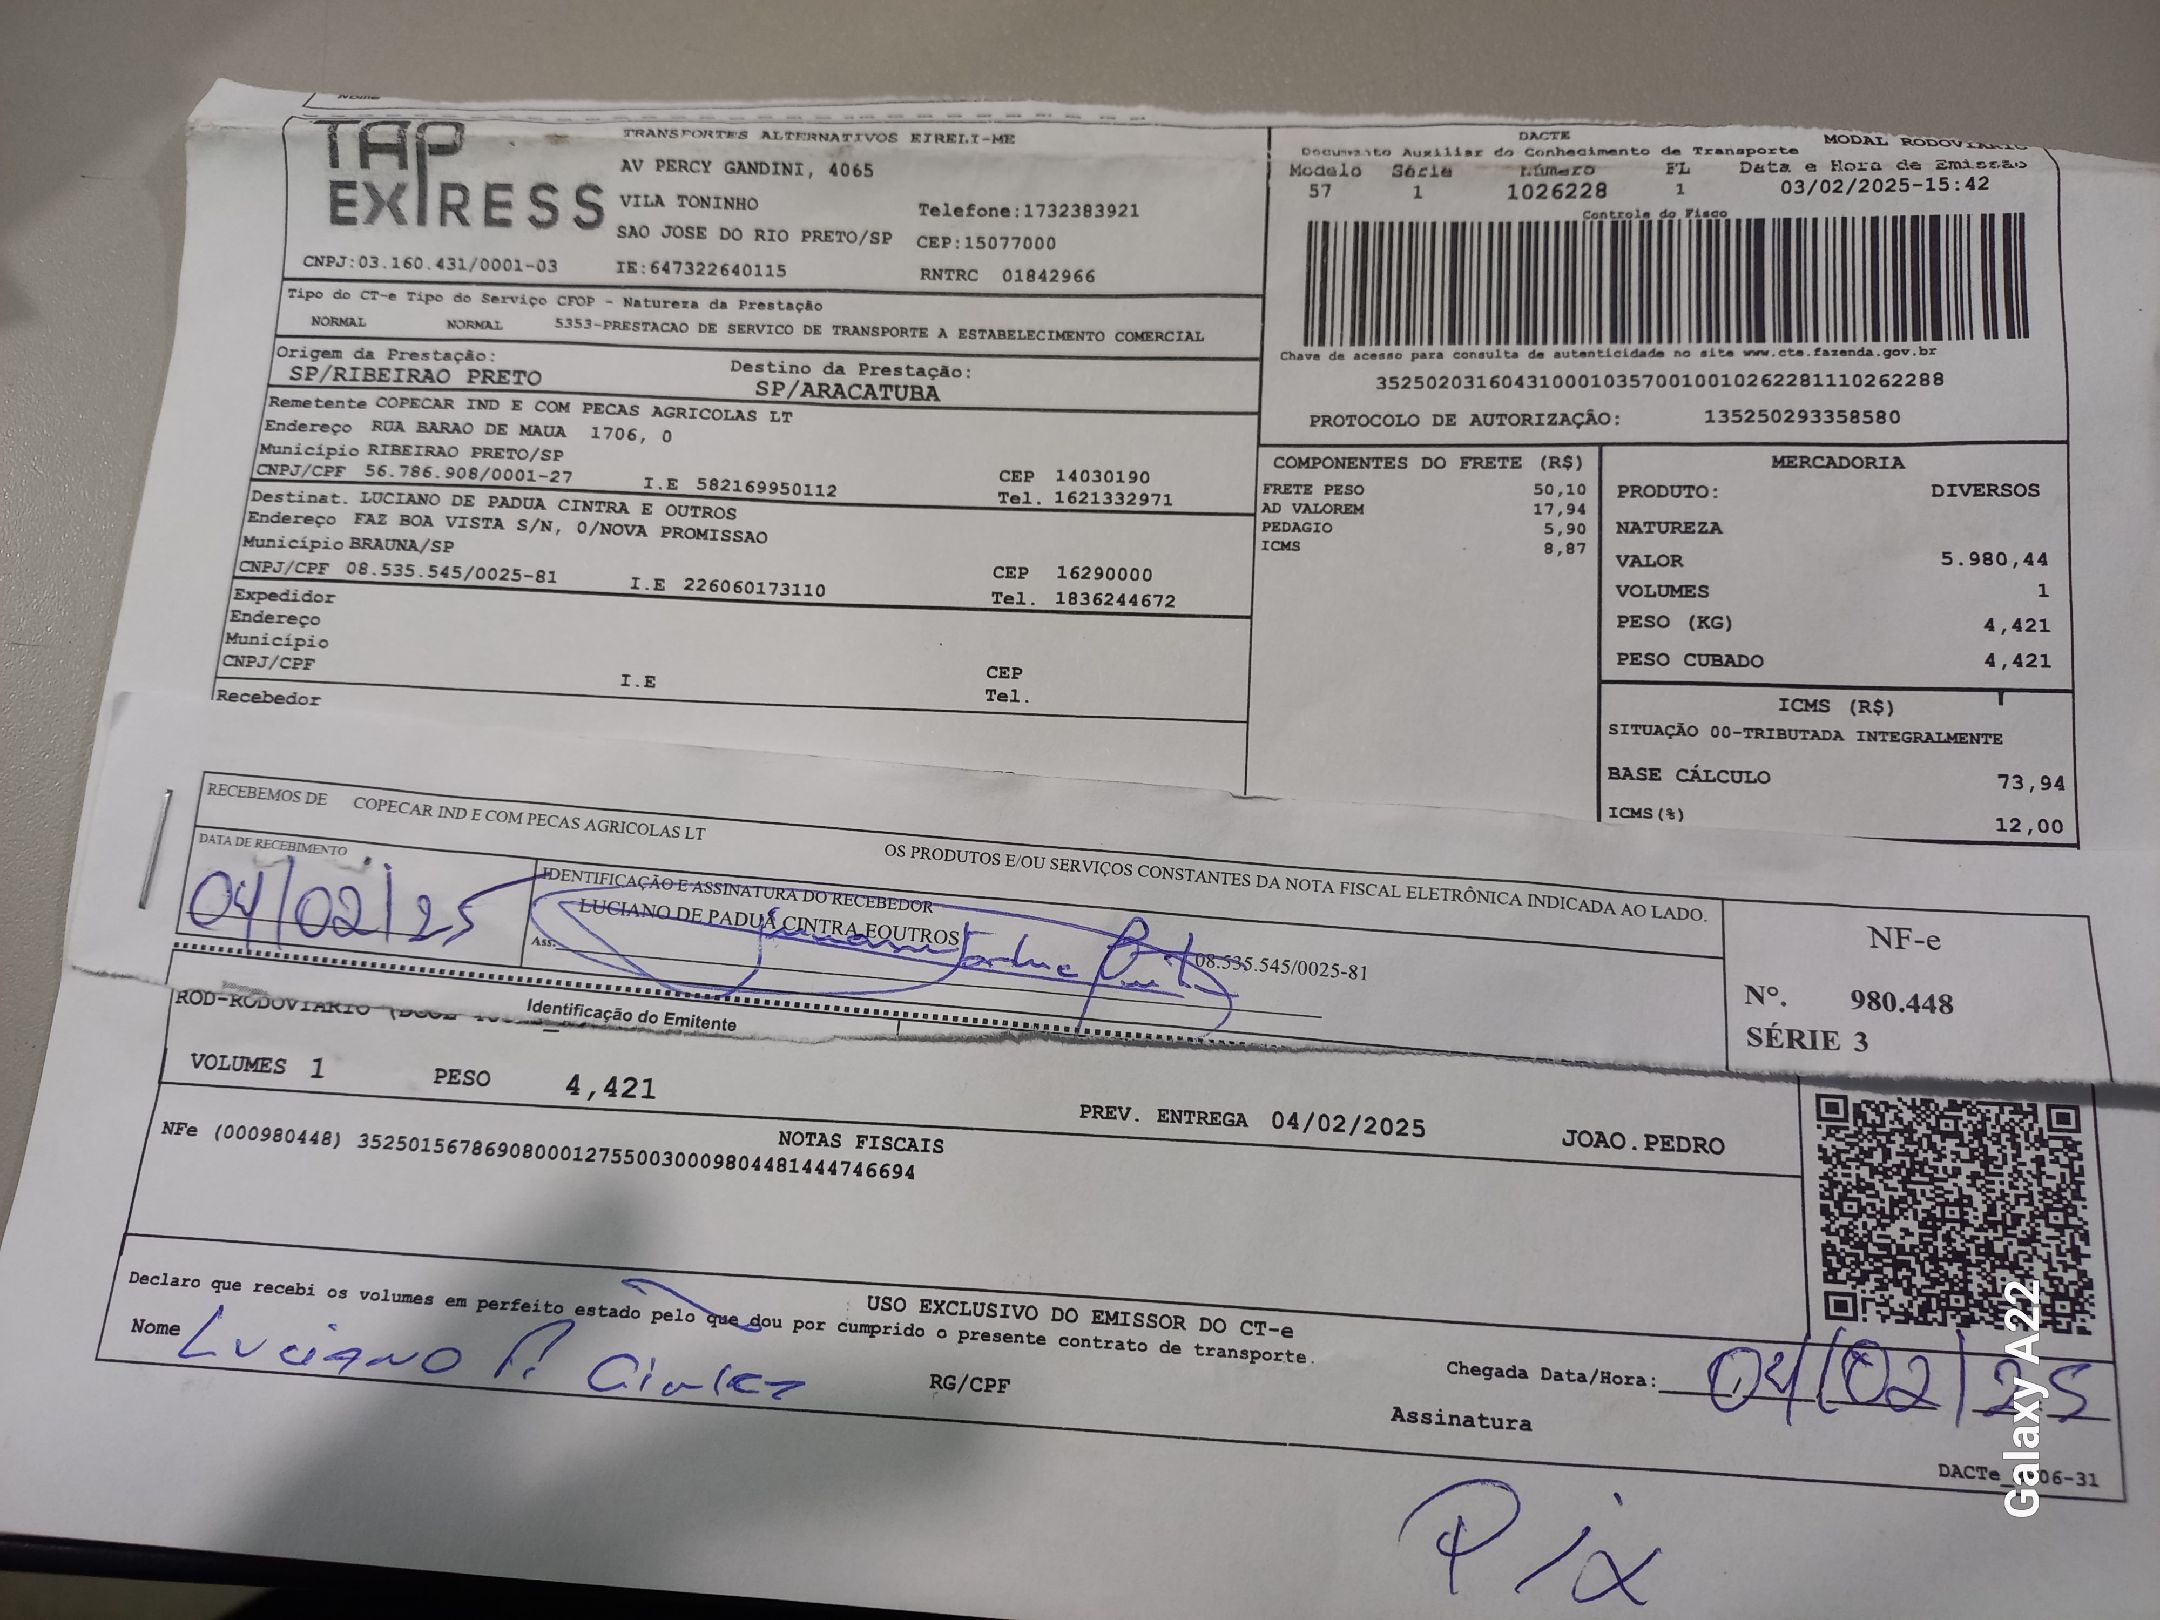 TAP EXPRESS
TRANSPORTES ALTERNATIVOS EIRELI-ME
AV PERCY GANDINI, 4065
VILA TONINHO
Telefone:1732383921
SAO JOSE DO RIO PRETO/SP CEP:15077000
CNPJ:03.160.431/0001-03 IE:647322640115 RNTRC 01842966
DACTE
MODAL RODOVIARIO
Documento Auxiliar do Conhecimento de Transporte
Modelo Série Número FL Data e Hora de Emissão
57 1 1026228 1 03/02/2025-15:42
Controle do Fisco
Chave de acesso para consulta de autenticidade no site www.cte.fazenda.gov.br
35250203160431000103570010010262281110262288
PROTOCOLO DE AUTORIZAÇÃO: 135250293358580
Tipo do CT-e Tipo do Serviço CFOP - Natureza da Prestação
NORMAL NORMAL 5353-PRESTACAO DE SERVICO DE TRANSPORTE A ESTABELECIMENTO COMERCIAL
Origem da Prestação: Destino da Prestação:
SP/RIBEIRAO PRETO SP/ARACATUBA
Remetente COPECAR IND E COM PECAS AGRICOLAS LT
Endereço RUA BARAO DE MAUA 1706, 0
Município RIBEIRAO PRETO/SP CEP 14030190
CNPJ/CPF 56.786.908/0001-27 I.E 582169950112 Tel. 1621332971
Destinat. LUCIANO DE PADUA CINTRA E OUTROS
Endereço FAZ BOA VISTA S/N, 0/NOVA PROMISSAO
Município BRAUNA/SP CEP 16290000
CNPJ/CPF 08.535.545/0025-81 I.E 226060173110 Tel. 1836244672
Expedidor
Endereço
Município CEP
CNPJ/CPF I.E Tel.
Recebedor
COMPONENTES DO FRETE (R$)
FRETE PESO 50,10
AD VALOREM 17,94
PEDAGIO 5,90
ICMS 8,87
MERCADORIA
PRODUTO: DIVERSOS
NATUREZA
VALOR 5.980,44
VOLUMES 1
PESO (KG) 4,421
PESO CUBADO 4,421
ICMS (R$)
SITUAÇÃO 00-TRIBUTADA INTEGRALMENTE
BASE CÁLCULO 73,94
ICMS(%) 12,00
RECEBEMOS DE COPECAR IND E COM PECAS AGRICOLAS LT OS PRODUTOS E/OU SERVIÇOS CONSTANTES DA NOTA FISCAL ELETRÔNICA INDICADA AO LADO.
DATA DE RECEBIMENTO
04/02/25
IDENTIFICAÇÃO E ASSINATURA DO RECEBEDOR
LUCIANO DE PADUA CINTRA EOUTROS 08.535.545/0025-81
Ass:
NF-e
Nº. 980.448
SÉRIE 3
Identificação do Emitente
ROD-RODOVIARIO
VOLUMES 1 PESO 4,421 PREV. ENTREGA 04/02/2025 JOAO.PEDRO
NOTAS FISCAIS
NFe (000980448) 35250156786908000127550030009804481444746694
USO EXCLUSIVO DO EMISSOR DO CT-e
Declaro que recebi os volumes em perfeito estado pelo que dou por cumprido o presente contrato de transporte.
Nome Luciano P. Cintra RG/CPF
Chegada Data/Hora: 04/02/25
Assinatura
06-31
Pix
Galaxy A22